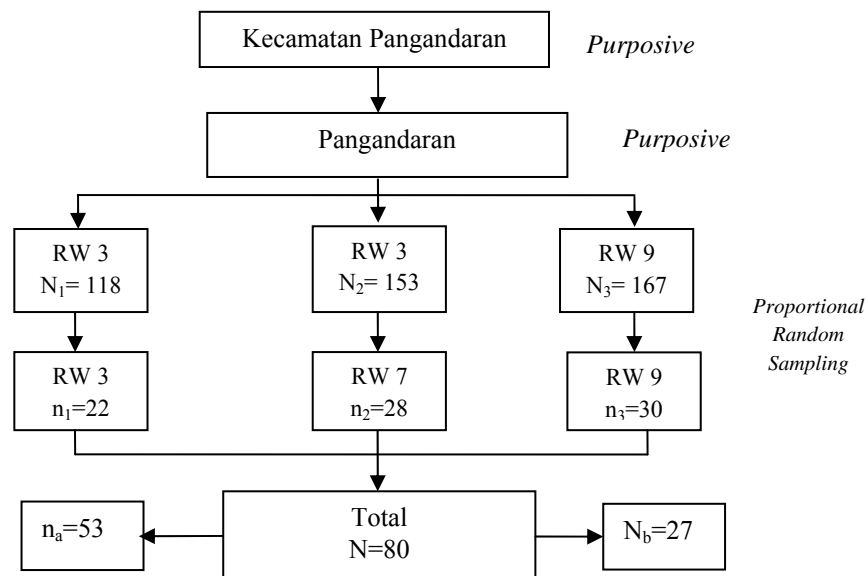 Kecamatan Pangandaran
Purposive
Pangandaran
Purposive
RW 3
N₁= 118
RW 3
N₂= 153
RW 9
N₃= 167
Proportional
Random
Sampling
RW 3
n₁=22
RW 7
n₂=28
RW 9
n₃=30
nₐ=53
Total
N=80
N_b=27